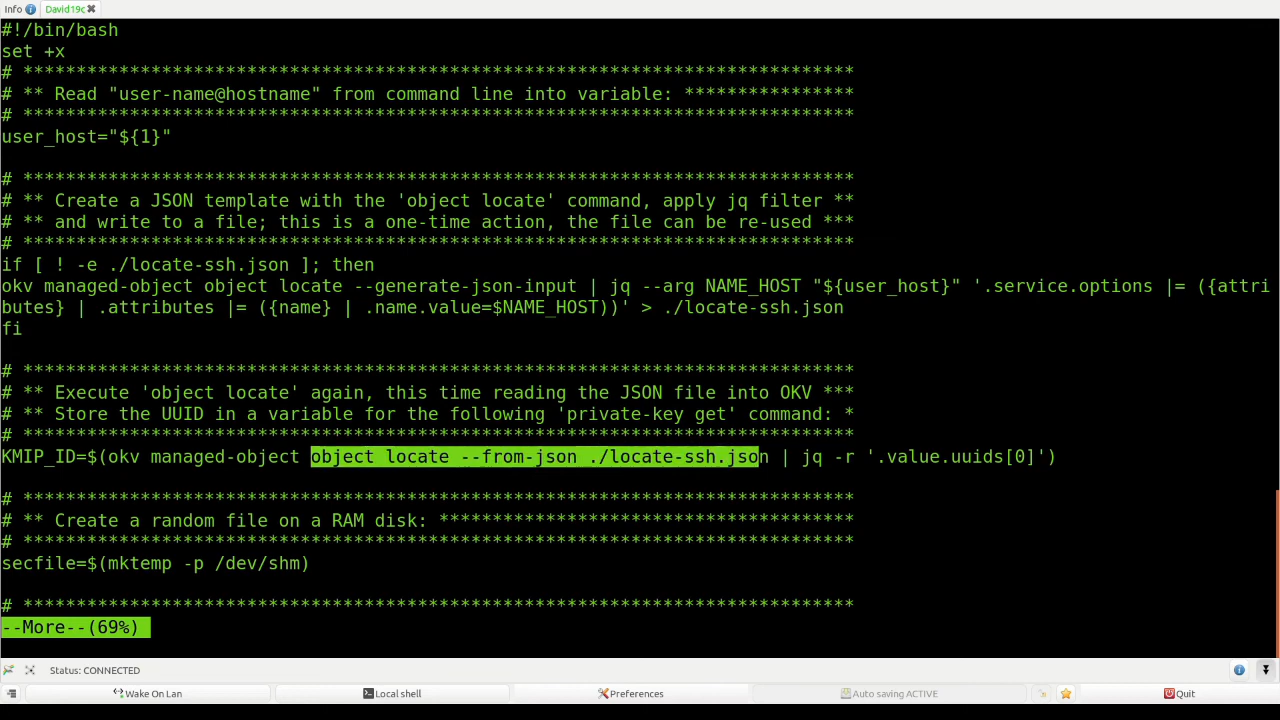 Info
David19c
#!/bin/bash
set +x
# ******************************************************************************
# ** Read "user-name@hostname" from command line into variable: ****************
# ******************************************************************************
user_host="${1}"
# ******************************************************************************
# ** Create a JSON template with the 'object locate' command, apply jq filter **
# ** and write to a file; this is a one-time action, the file can be re-used ***
# ******************************************************************************
if [ ! -e ./locate-ssh.json ]; then
okv managed-object object locate --generate-json-input | jq --arg NAME_HOST "${user_host}" '.service.options |= ({attri
butes} | .attributes |= ({name} | .name.value=$NAME_HOST))' > ./locate-ssh.json
fi
# ******************************************************************************
# ** Execute 'object locate' again, this time reading the JSON file into OKV ***
# ** Store the UUID in a variable for the following 'private-key get' command: *
# ******************************************************************************
KMIP_ID=$(okv managed-object object locate --from-json ./locate-ssh.json | jq -r '.value.uuids[0]')
# ******************************************************************************
# ** Create a random file on a RAM disk: ***************************************
# ******************************************************************************
secfile=$(mktemp -p /dev/shm)
# ******************************************************************************
--More--(69%)
Status: CONNECTED
Wake On Lan
Local shell
Preferences
Auto saving ACTIVE
Quit